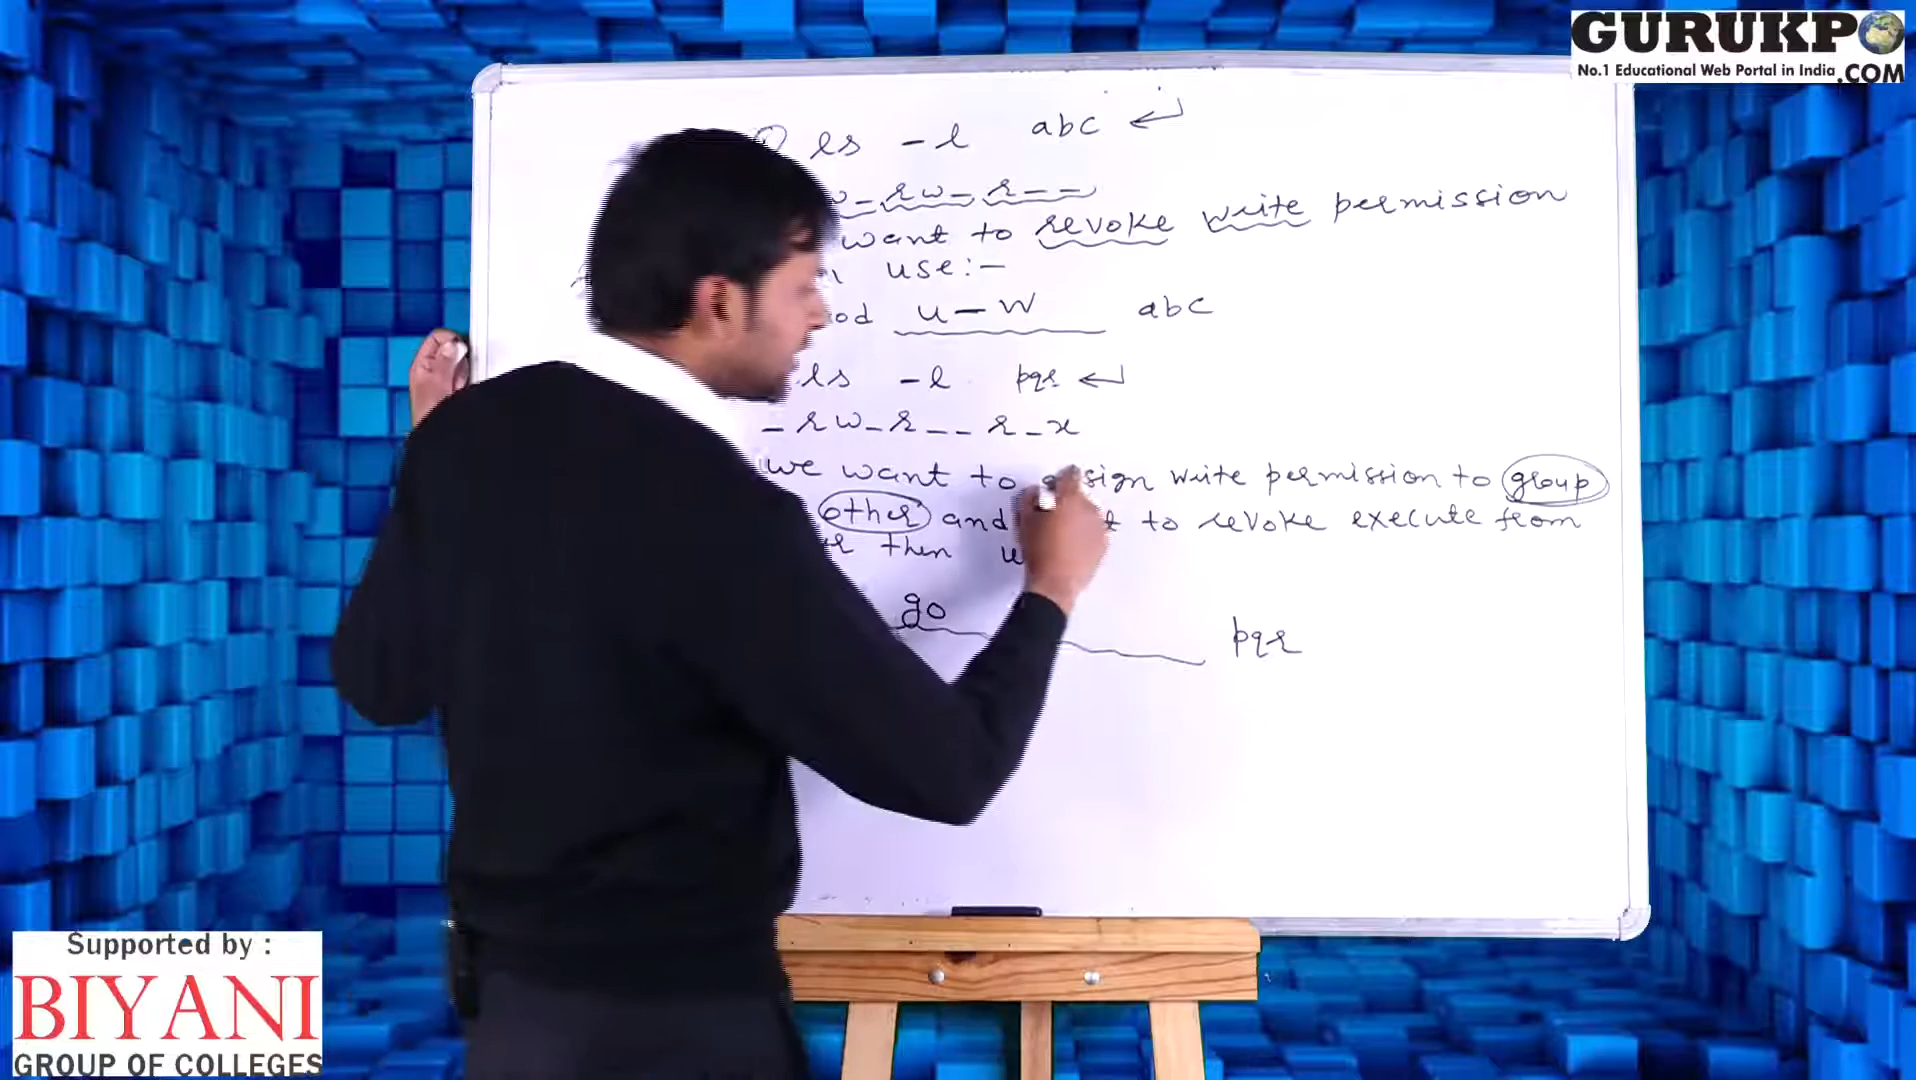 GURUKPO
No.1 Educational Web Portal in India .COM
ls -l abc ↵
- rw- r--
want to revoke write permission
use:-
u-w abc
ls -l pqr ↵
-rw-r--r-x
we want to assign write permission to group
other and to revoke execute from
then
go pqr
Supported by :
BIYANI
GROUP OF COLLEGES